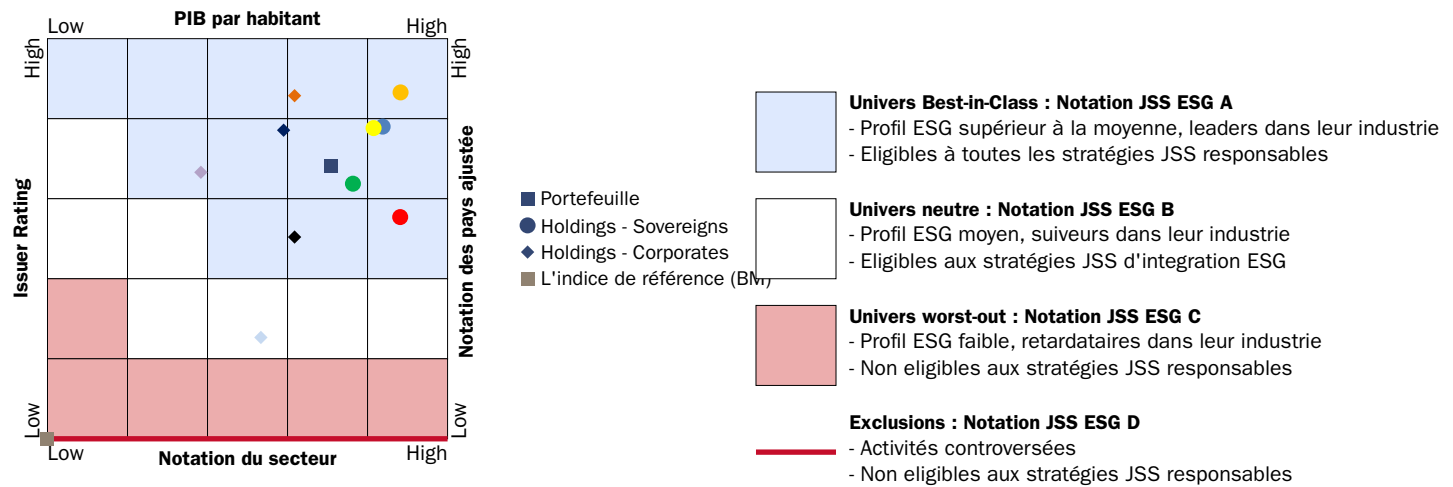 PIB par habitant
Low
High
High
High
Issuer Rating
Notation des pays ajustée
Low
Low
Low
High
Notation du secteur
Portefeuille
Holdings - Sovereigns
Holdings - Corporates
L'indice de référence (BM)
Univers Best-in-Class : Notation JSS ESG A
- Profil ESG supérieur à la moyenne, leaders dans leur industrie
- Eligibles à toutes les stratégies JSS responsables
Univers neutre : Notation JSS ESG B
- Profil ESG moyen, suiveurs dans leur industrie
- Eligibles aux stratégies JSS d'integration ESG
Univers worst-out : Notation JSS ESG C
- Profil ESG faible, retardataires dans leur industrie
- Non eligibles aux stratégies JSS responsables
Exclusions : Notation JSS ESG D
- Activités controversées
- Non eligibles aux stratégies JSS responsables